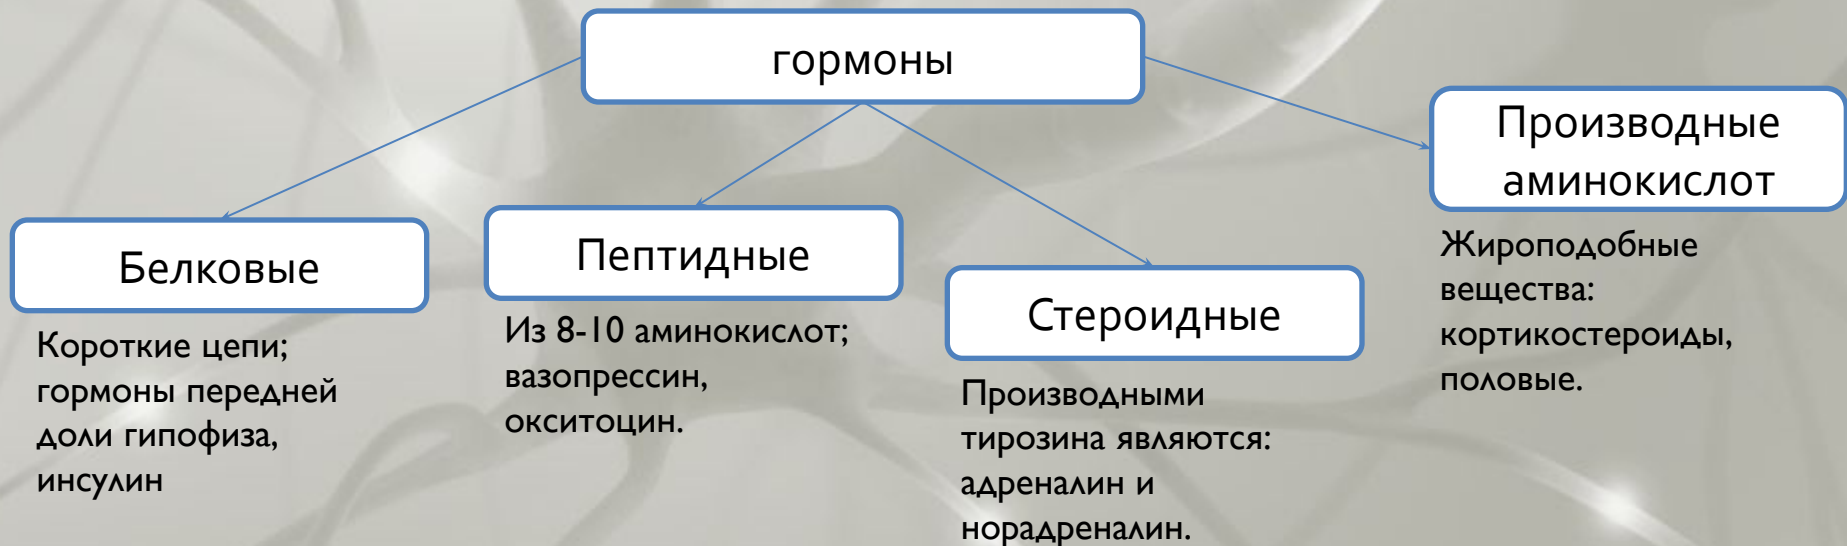 гормоны
Белковые
Короткие цепи;
гормоны передней
доли гипофиза,
инсулин
Пептидные
Из 8-10 аминокислот;
вазопрессин,
окситоцин.
Стероидные
Производными
тирозина являются:
адреналин и
норадреналин.
Производные
аминокислот
Жироподобные
вещества:
кортикостероиды,
половые.